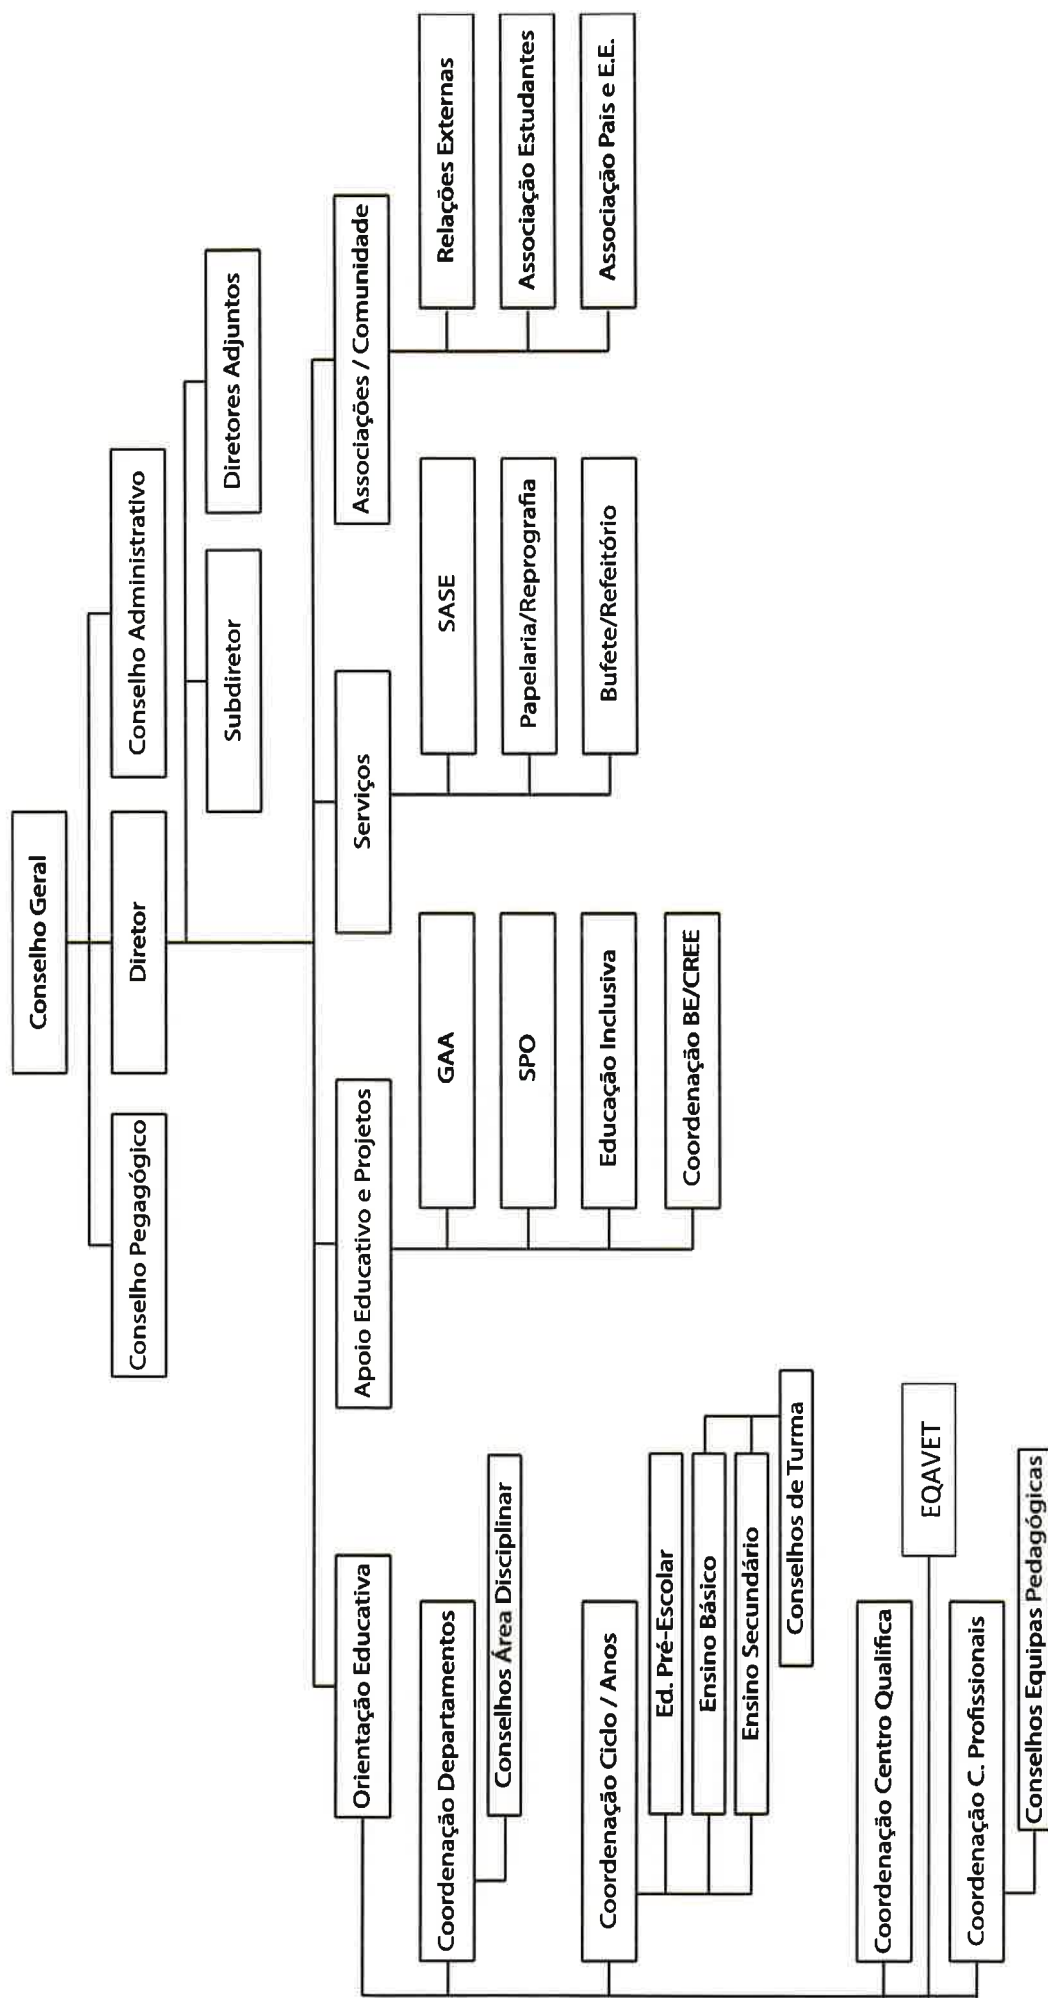 Conselho Geral
Conselho Pegagógico
Diretor
Conselho Administrativo
Subdiretor
Diretores Adjuntos
Orientação Educativa
Apoio Educativo e Projetos
Serviços
Associações / Comunidade
Coordenação Departamentos
Conselhos Área Disciplinar
Coordenação Ciclo / Anos
Ed. Pré-Escolar
Ensino Básico
Ensino Secundário
Conselhos de Turma
Coordenação Centro Qualifica
EQAVET
Coordenação C. Profissionais
Conselhos Equipas Pedagógicas
GAA
SPO
Educação Inclusiva
Coordenação BE/CREE
SASE
Papelaria/Reprografia
Bufete/Refeitório
Relações Externas
Associação Estudantes
Associação Pais e E.E.